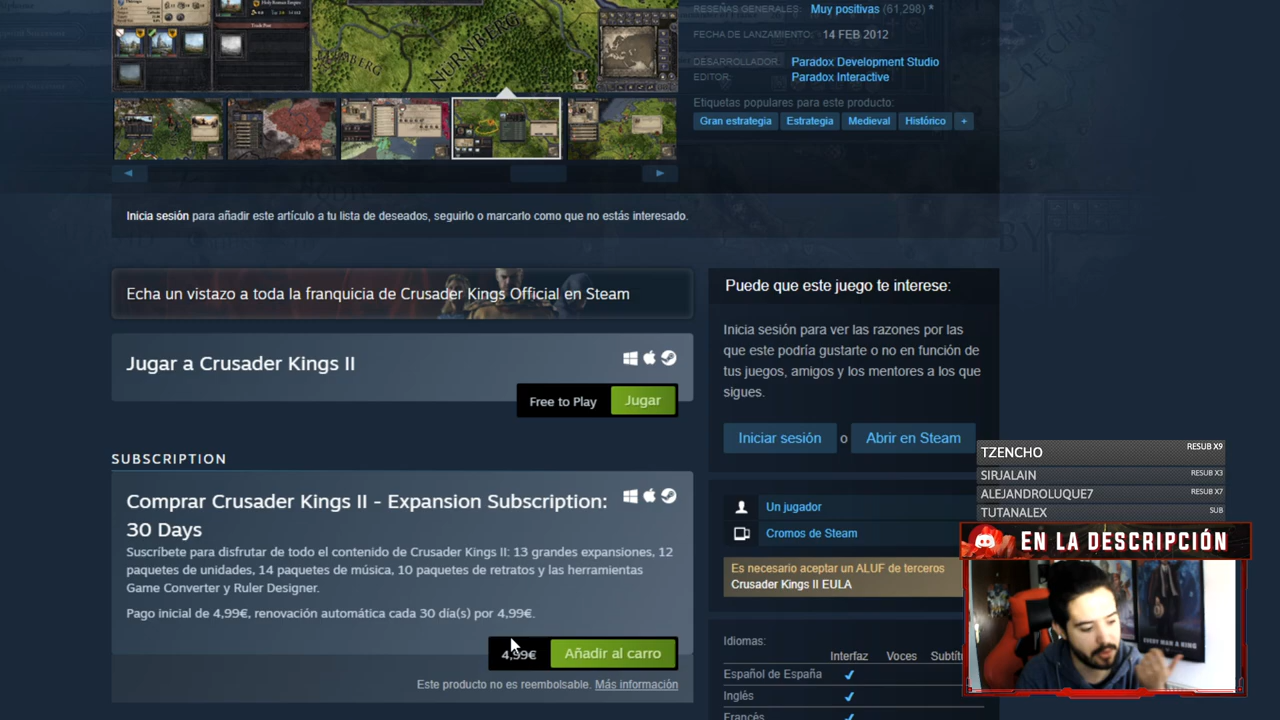 NÜRNBERG
RESEÑAS GENERALES: Muy positivas (61,298) *
FECHA DE LANZAMIENTO: 14 FEB 2012
DESARROLLADOR: Paradox Development Studio
EDITOR: Paradox Interactive
Etiquetas populares para este producto:
Gran estrategia Estrategia Medieval Histórico +
Inicia sesión para añadir este artículo a tu lista de deseados, seguirlo o marcarlo como que no estás interesado.
Echa un vistazo a toda la franquicia de Crusader Kings Official en Steam
Jugar a Crusader Kings II
Free to Play Jugar
SUBSCRIPTION
Comprar Crusader Kings II - Expansion Subscription:
30 Days
Suscríbete para disfrutar de todo el contenido de Crusader Kings II: 13 grandes expansiones, 12
paquetes de unidades, 14 paquetes de música, 10 paquetes de retratos y las herramientas
Game Converter y Ruler Designer.
Pago inicial de 4,99€, renovación automática cada 30 día(s) por 4,99€.
4,99€ Añadir al carro
Este producto no es reembolsable. Más información
Puede que este juego te interese:
Inicia sesión para ver las razones por las
que este podría gustarte o no en función de
tus juegos, amigos y los mentores a los que
sigues.
Iniciar sesión o Abrir en Steam
Un jugador
Cromos de Steam
Es necesario aceptar un ALUF de terceros
Crusader Kings II EULA
Idiomas:
Interfaz Voces Subtít
Español de España
Inglés
Francés
TZENCHO RESUB X9
SIRJALAIN RESUB X3
ALEJANDROLUQUE7 RESUB X7
TUTANALEX SUB
EN LA DESCRIPCIÓN
EVERY MAN A KING